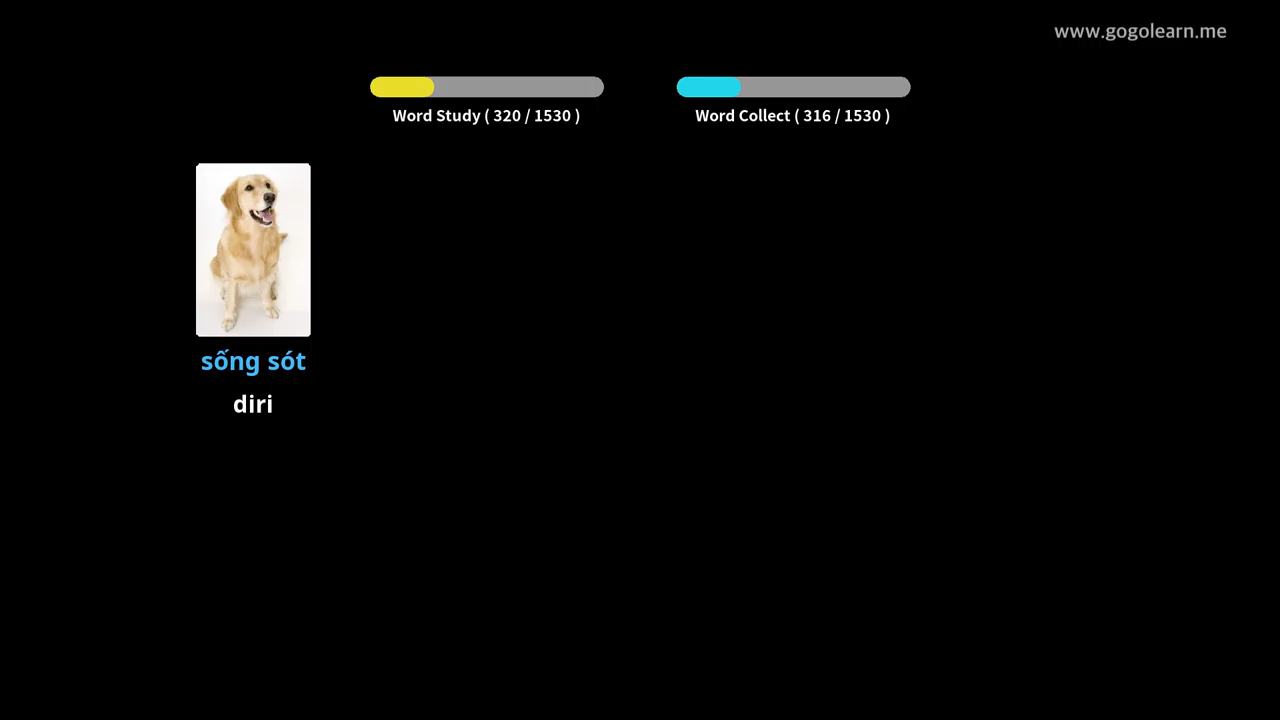 www.gogolearn.me
Word Study ( 320 / 1530 )
Word Collect ( 316 / 1530 )
sống sót
diri